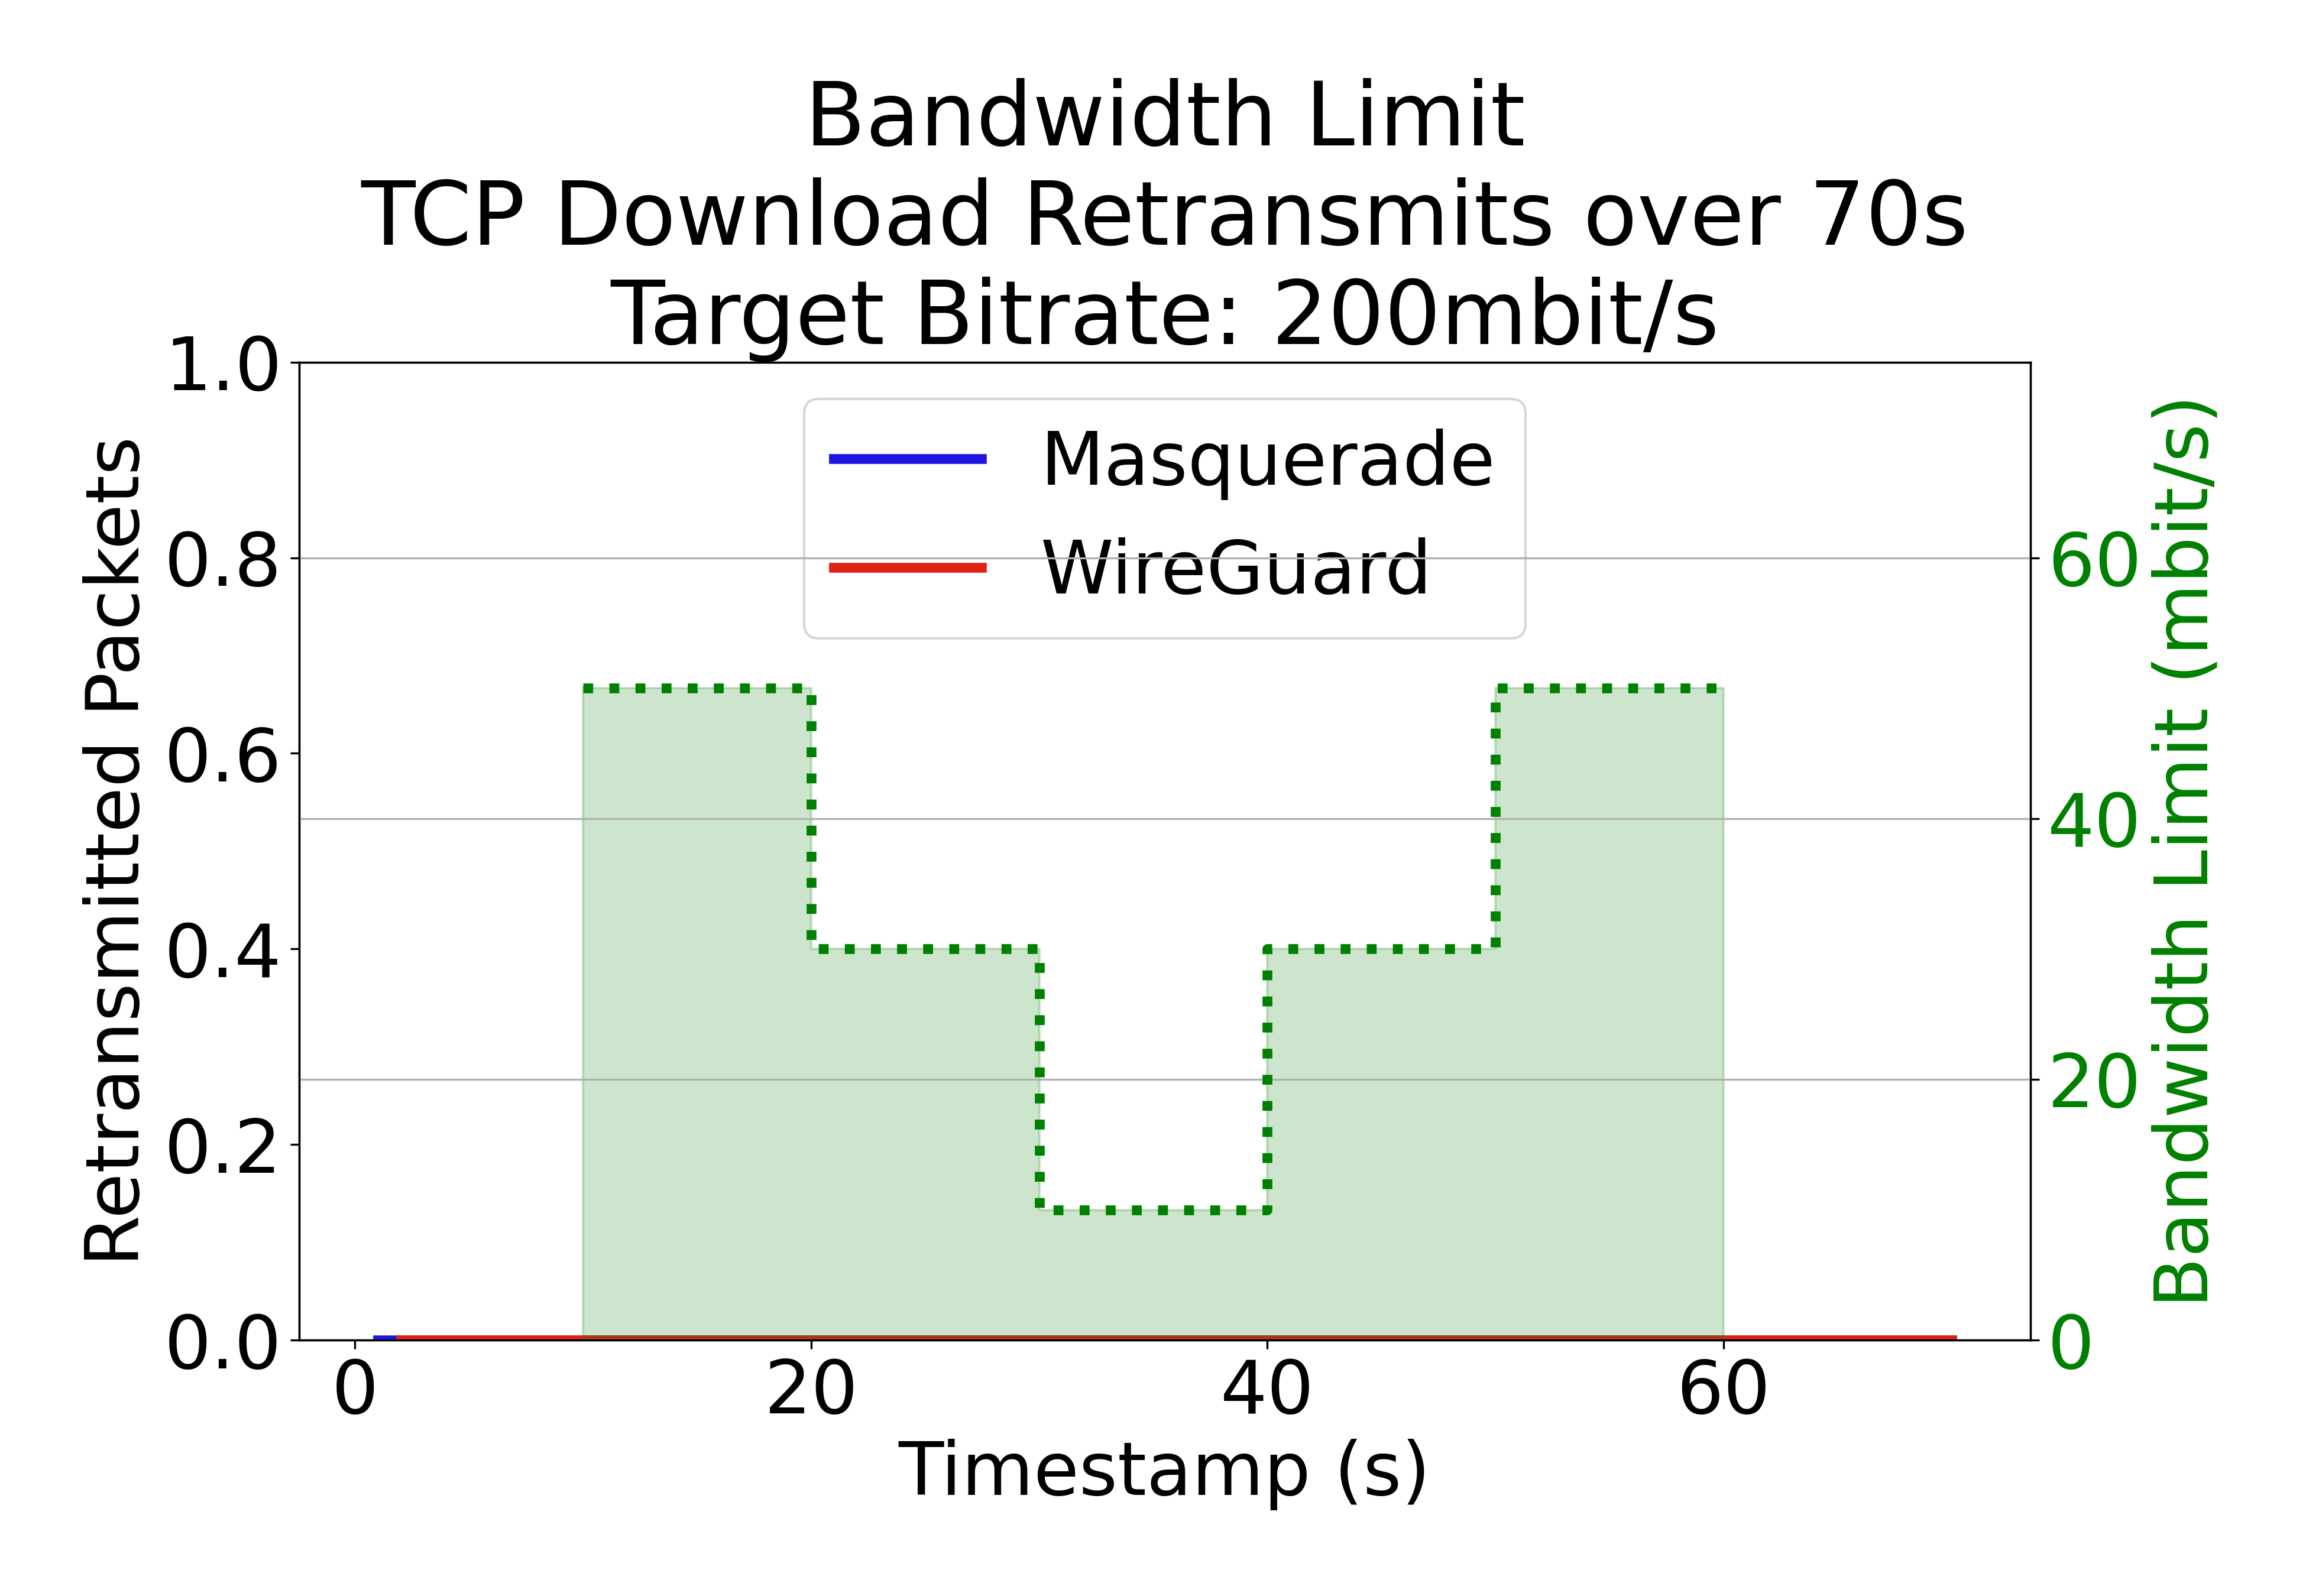 Bandwidth Limit
TCP Download Retransmits over 70s
Target Bitrate: 200mbit/s
Masquerade
WireGuard
Retransmitted Packets
1.0
0.8
0.6
0.4
0.2
0.0
Bandwidth Limit (mbit/s)
60
40
20
0
0
20
40
60
Timestamp (s)